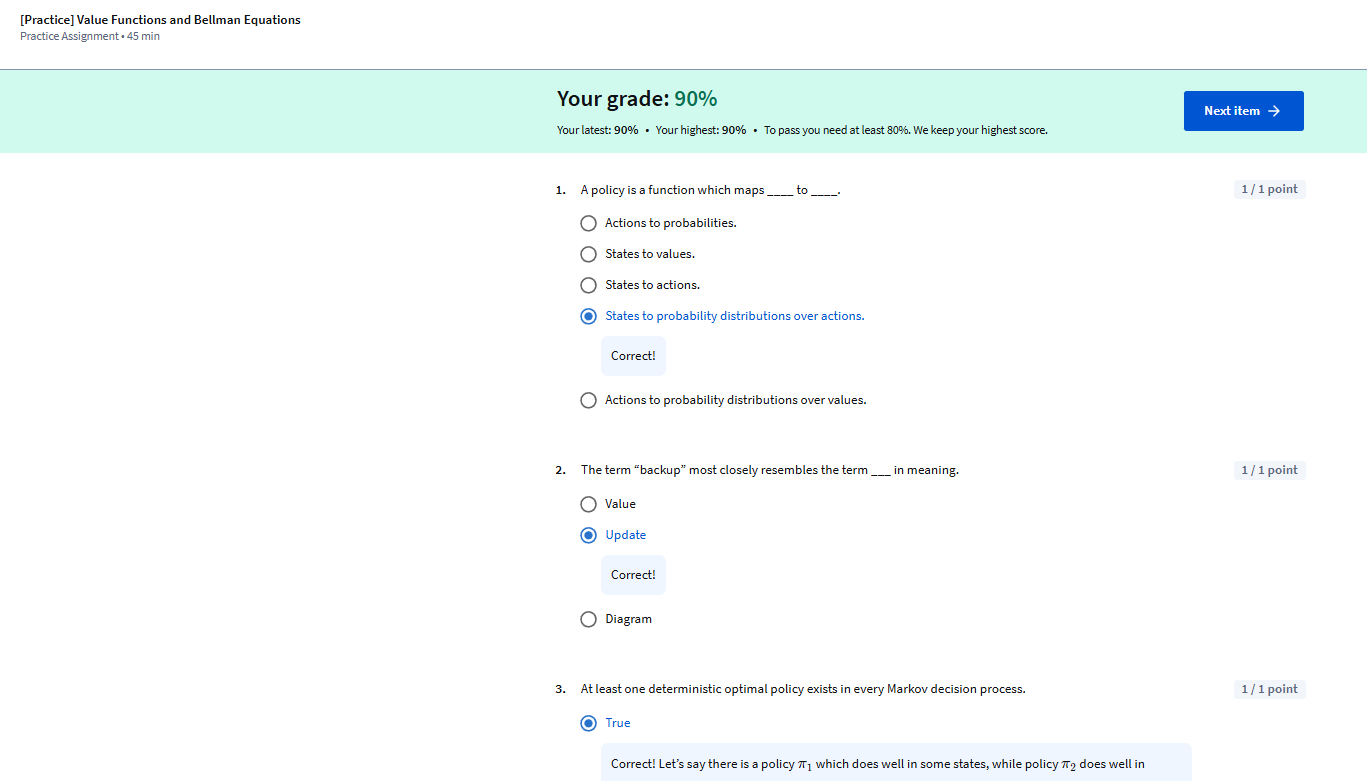 [Practice] Value Functions and Bellman Equations
Practice Assignment • 45 min
Your grade: 90%
Your latest: 90% • Your highest: 90% • To pass you need at least 80%. We keep your highest score.
Next item →
1. A policy is a function which maps ____ to ____.
1 / 1 point
Actions to probabilities.
States to values.
States to actions.
States to probability distributions over actions.
Correct!
Actions to probability distributions over values.
2. The term “backup” most closely resembles the term ___ in meaning.
1 / 1 point
Value
Update
Correct!
Diagram
3. At least one deterministic optimal policy exists in every Markov decision process.
1 / 1 point
True
Correct! Let’s say there is a policy π₁ which does well in some states, while policy π₂ does well in